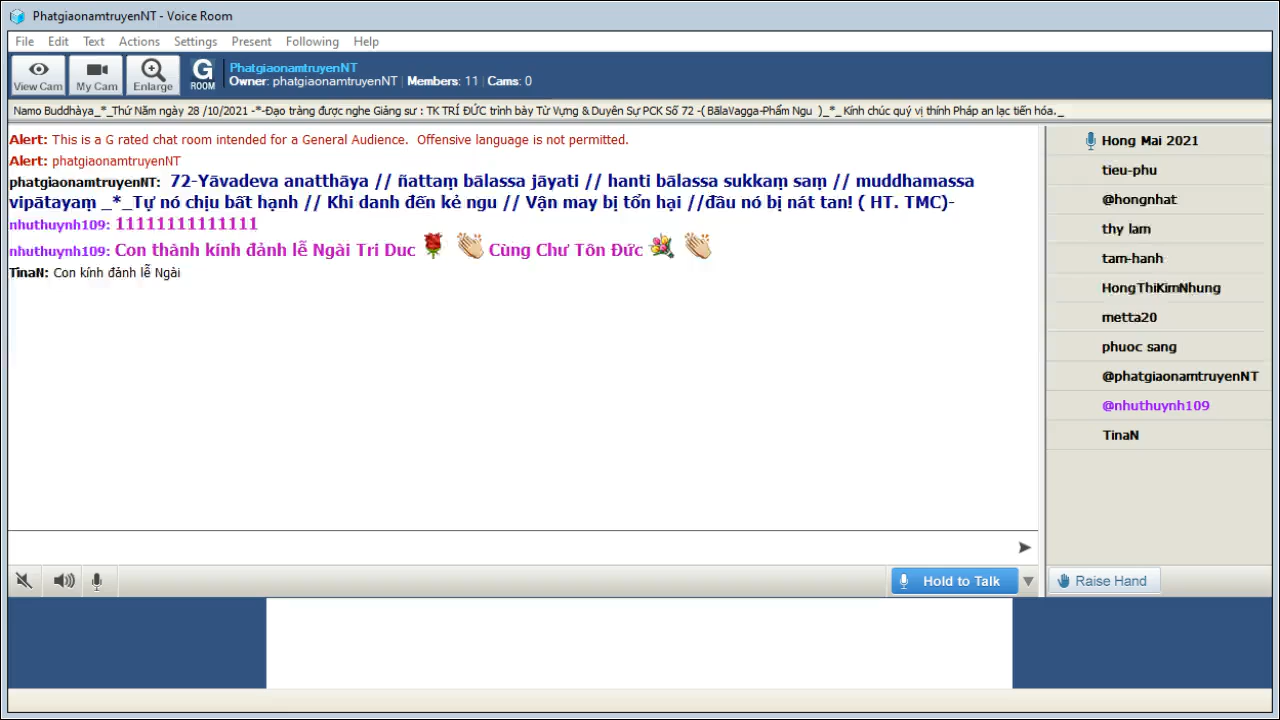 PhatgiaonamtruyenNT - Voice Room
File Edit Text Actions Settings Present Following Help
View Cam My Cam Enlarge G ROOM
PhatgiaonamtruyenNT
Owner: phatgiaonamtruyenNT | Members: 11 | Cams: 0
Namo Buddhàya_*_Thứ Năm ngày 28 /10/2021 -*-Đạo tràng được nghe Giảng sư : TK TRÍ ĐỨC trình bày Từ Vựng & Duyên Sự PCK Số 72 -( BãlaVagga-Phẩm Ngu )_*_Kính chúc quý vị thính Pháp an lạc tiến hóa._
Alert: This is a G rated chat room intended for a General Audience. Offensive language is not permitted.
Alert: phatgiaonamtruyenNT
phatgiaonamtruyenNT: 72-Yāvadeva anatthāya // ñattaṃ bālassa jāyati // hanti bālassa sukkaṃ saṃ // muddhamassa
vipātayaṃ _*_Tự nó chịu bất hạnh // Khi danh đến kẻ ngu // Vận may bị tổn hại //đầu nó bị nát tan! ( HT. TMC)-
nhuthuynh109: 11111111111111
nhuthuynh109: Con thành kính đảnh lễ Ngài Tri Duc Cùng Chư Tôn Đức
TinaN: Con kính đảnh lễ Ngài
Hong Mai 2021
tieu-phu
@hongnhat
thy lam
tam-hanh
HongThiKimNhung
metta20
phuoc sang
@phatgiaonamtruyenNT
@nhuthuynh109
TinaN
Hold to Talk
Raise Hand